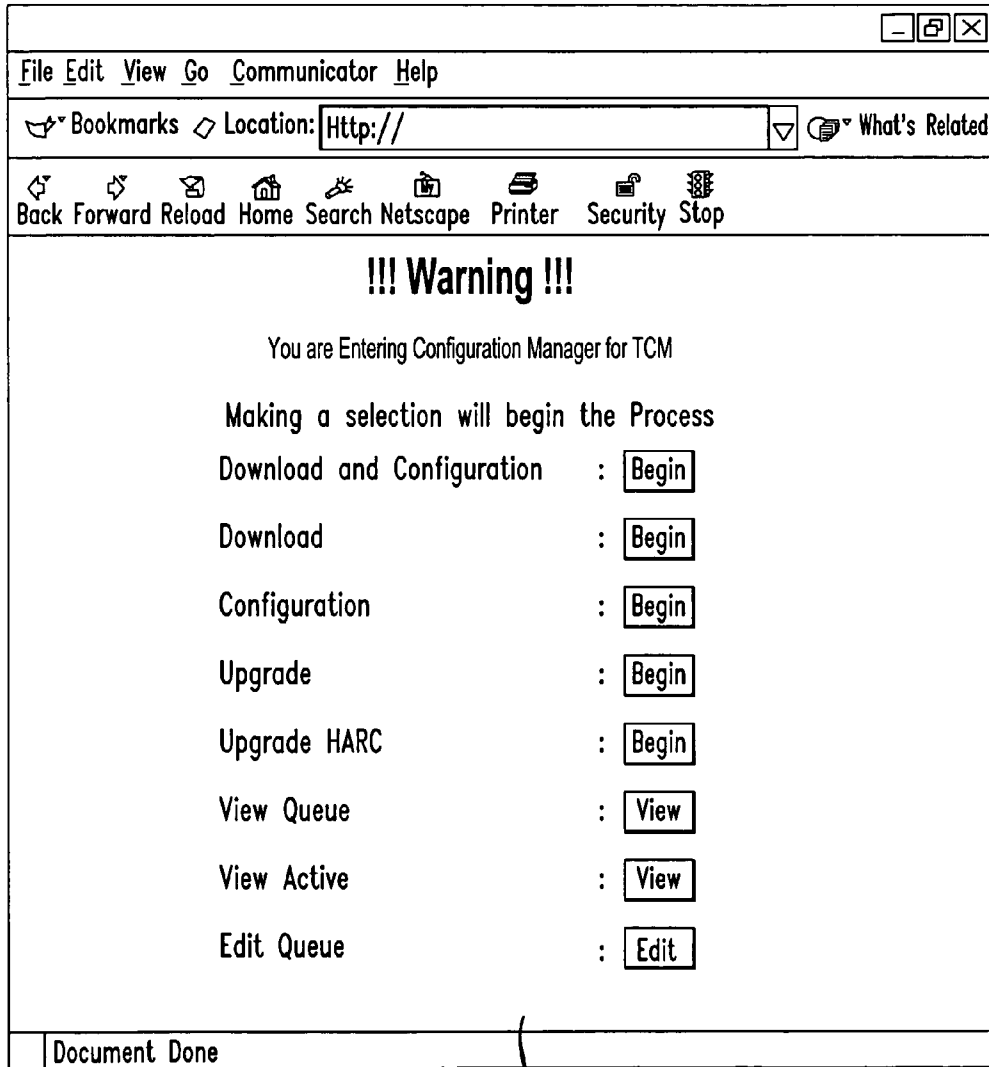 File Edit View Go Communicator Help
Bookmarks Location: Http:// What's Related
Back Forward Reload Home Search Netscape Printer Security Stop
!!! Warning !!!
You are Entering Configuration Manager for TCM
Making a selection will begin the Process
Download and Configuration : Begin
Download : Begin
Configuration : Begin
Upgrade : Begin
Upgrade HARC : Begin
View Queue : View
View Active : View
Edit Queue : Edit
Document Done